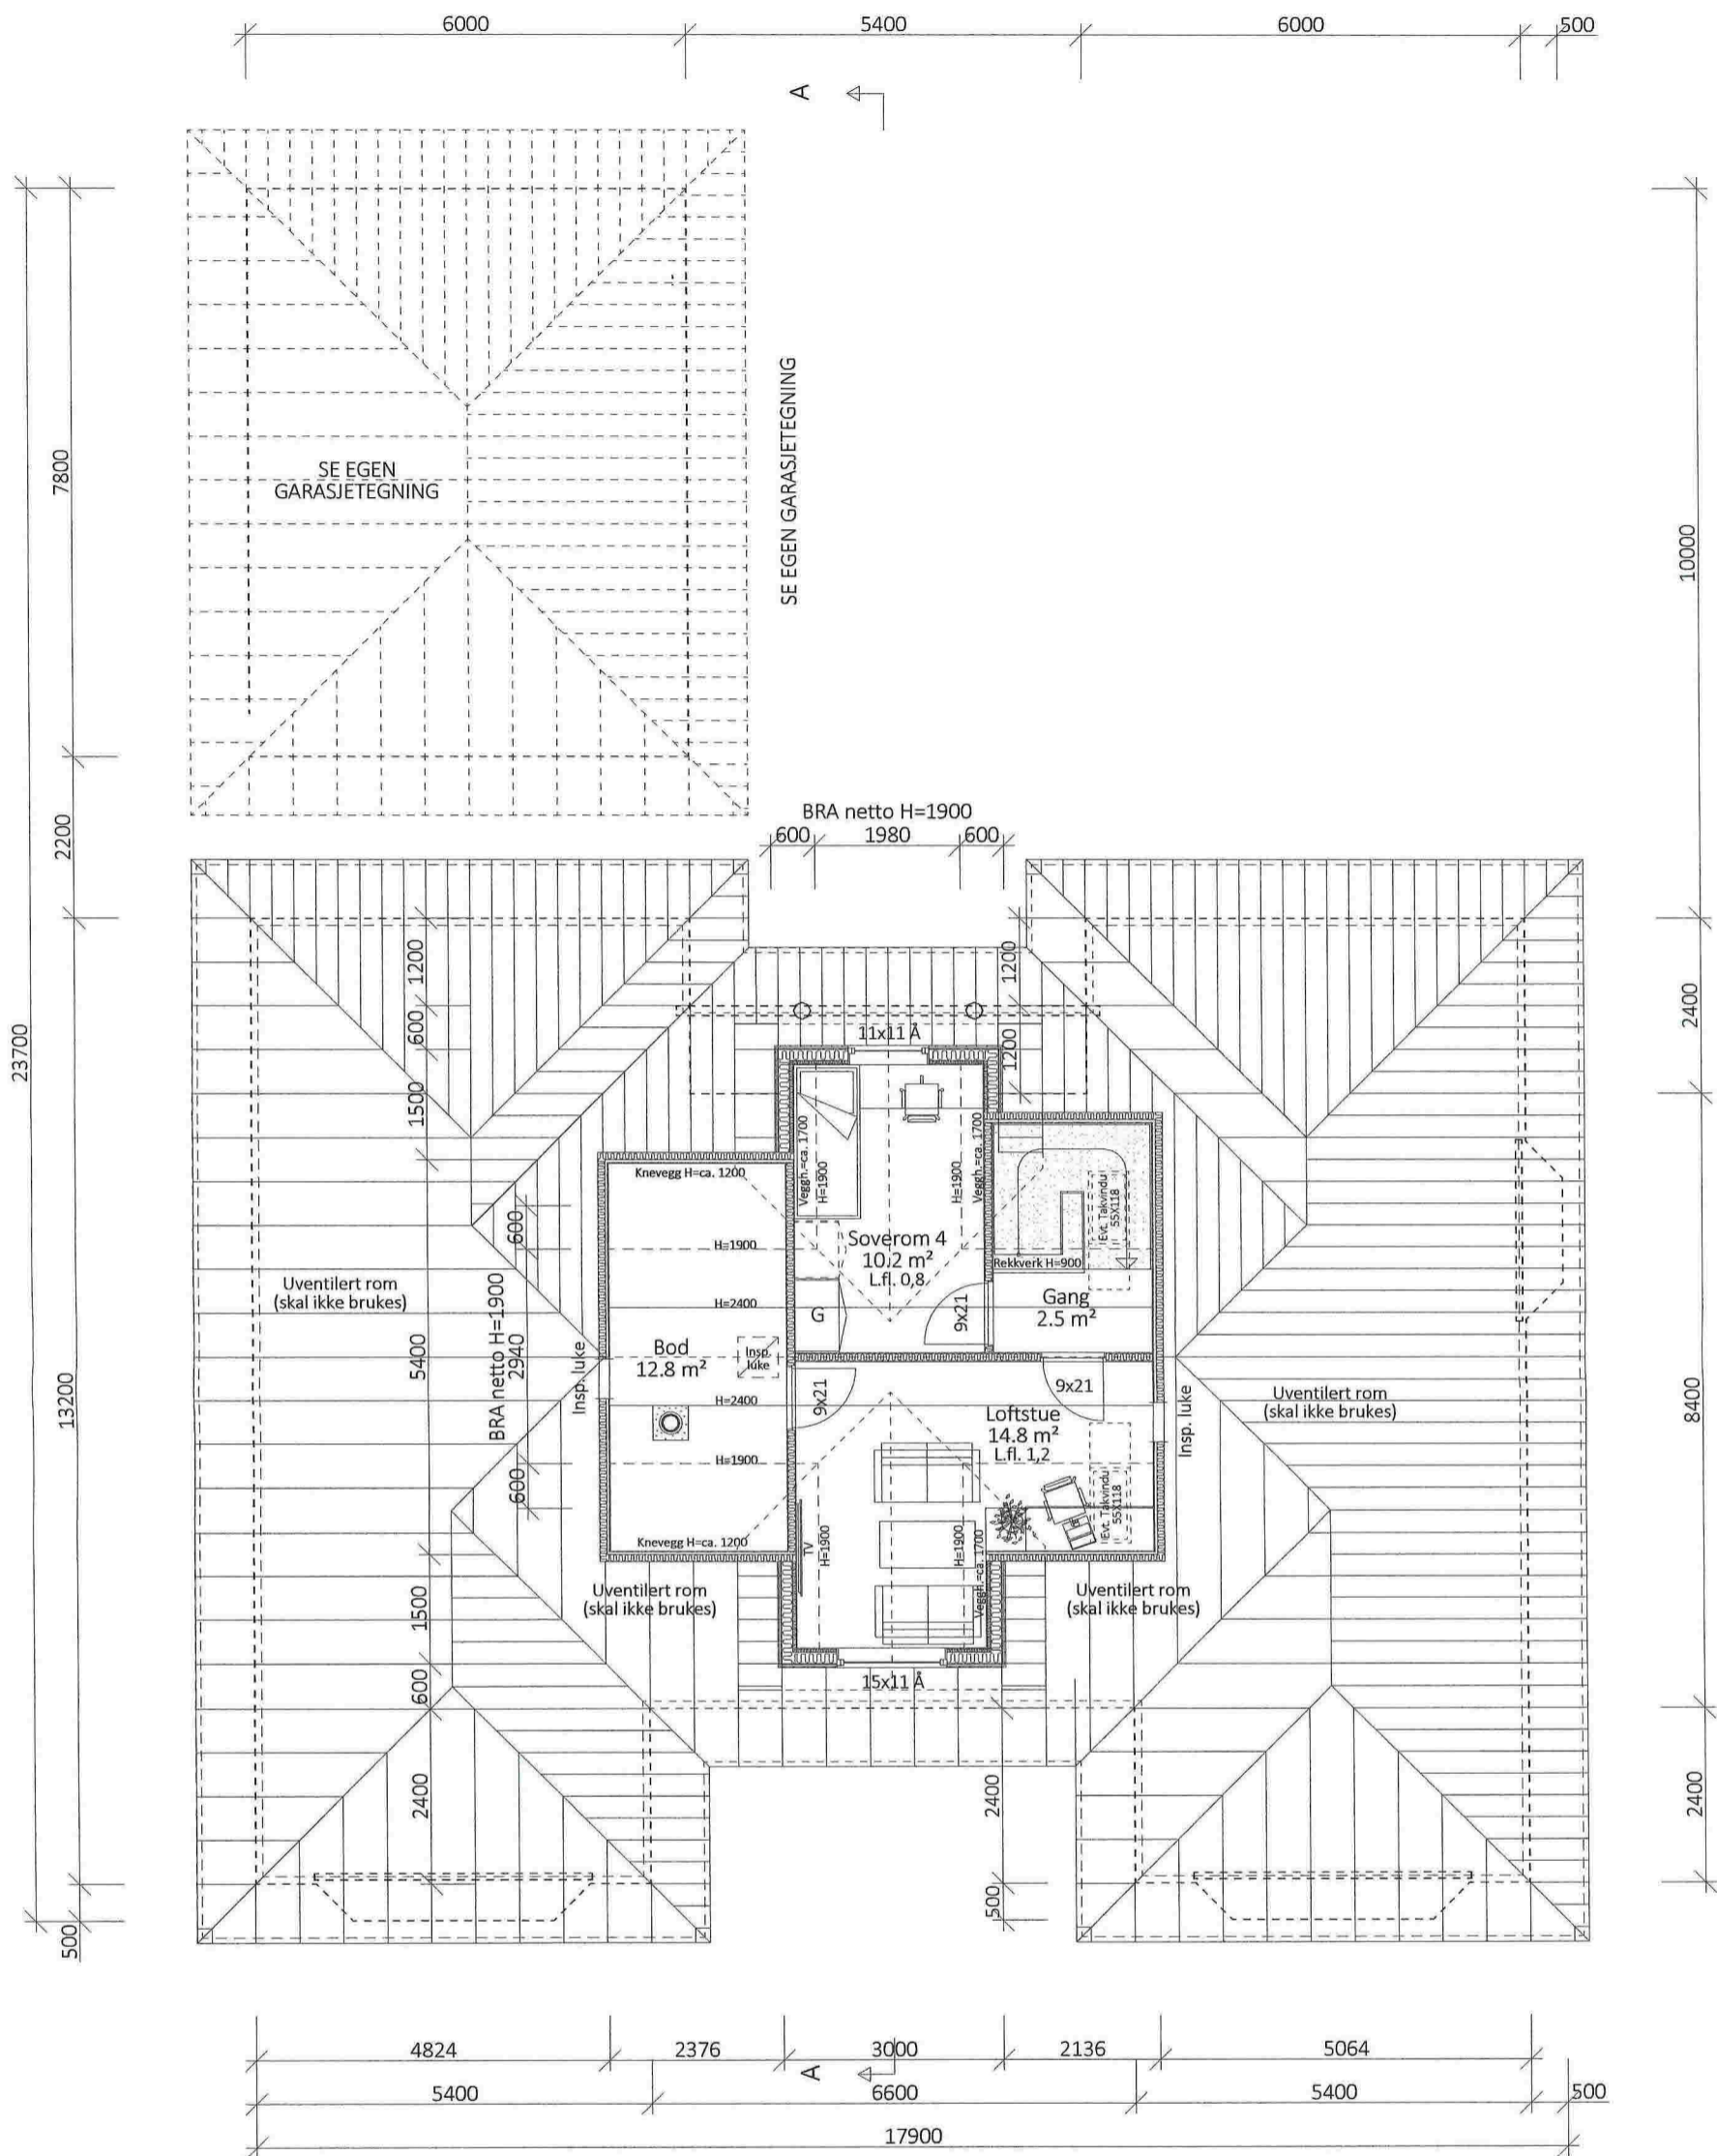 6000
5400
6000
500
A
7800
SE EGEN
GARASJETEGNING
SE EGEN GARASJETEGNING
10000
2200
BRA netto H=1900
600
1980
600
23700
1200
600
1500
1200
1200
2400
11x11 Å
Veggh.=ca. 1700
H=1900
H=1900
Veggh.=ca. 1700
Knevegg H=ca. 1200
Evt. Takvindu
55X118
600
H=1900
Soverom 4
10.2 m²
L.fl. 0,8
Rekkverk H=900
Uventilert rom
(skal ikke brukes)
H=2400
G
9x21
Gang
2.5 m²
5400
BRA netto H=1900
2940
Insp. luke
Bod
12.8 m²
Insp.
luke
13200
9x21
9x21
Insp. luke
Uventilert rom
(skal ikke brukes)
8400
H=2400
Loftstue
14.8 m²
L.fl. 1,2
H=1900
600
Evt. Takvindu
55X118
Knevegg H=ca. 1200
TV
H=1900
H=1900
Veggh.=ca. 1700
Uventilert rom
(skal ikke brukes)
Uventilert rom
(skal ikke brukes)
1500
600
15x11 Å
2400
2400
2400
500
500
4824
2376
3000
2136
5064
A
5400
6600
5400
500
17900